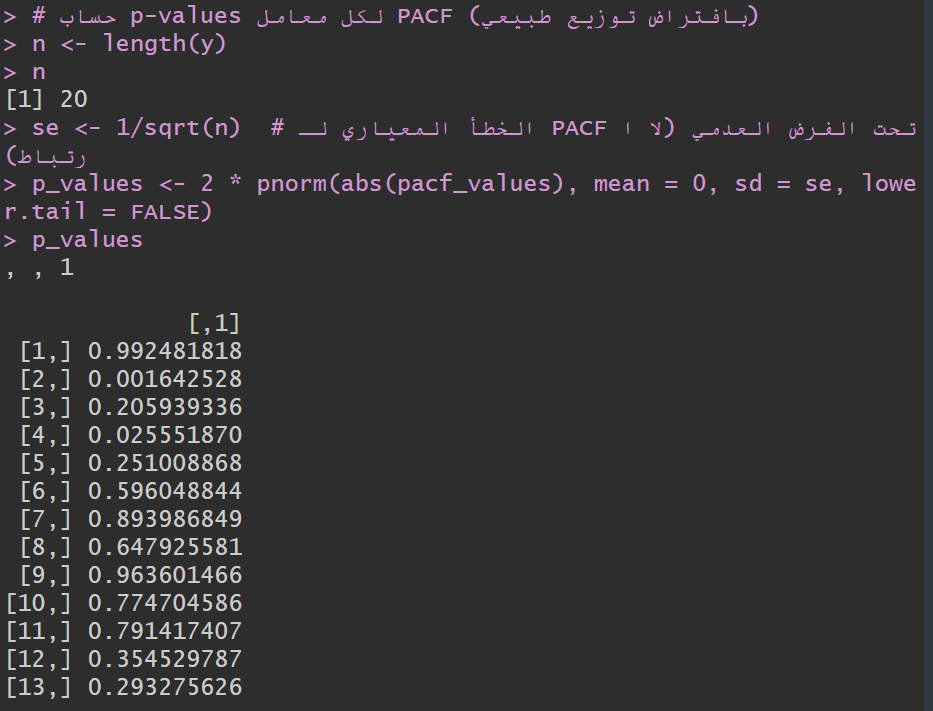 > # حساب p-values لكل معامل PACF (بافتراض توزيع طبيعي)
> n <- length(y)
> n
[1] 20
> se <- 1/sqrt(n)  # الخطأ المعياري لـ PACF تحت الفرض العدمي (لا ا
رتباط)
> p_values <- 2 * pnorm(abs(pacf_values), mean = 0, sd = se, lowe
r.tail = FALSE)
> p_values
, , 1
[,1]
[1,] 0.992481818
[2,] 0.001642528
[3,] 0.205939336
[4,] 0.025551870
[5,] 0.251008868
[6,] 0.596048844
[7,] 0.893986849
[8,] 0.647925581
[9,] 0.963601466
[10,] 0.774704586
[11,] 0.791417407
[12,] 0.354529787
[13,] 0.293275626